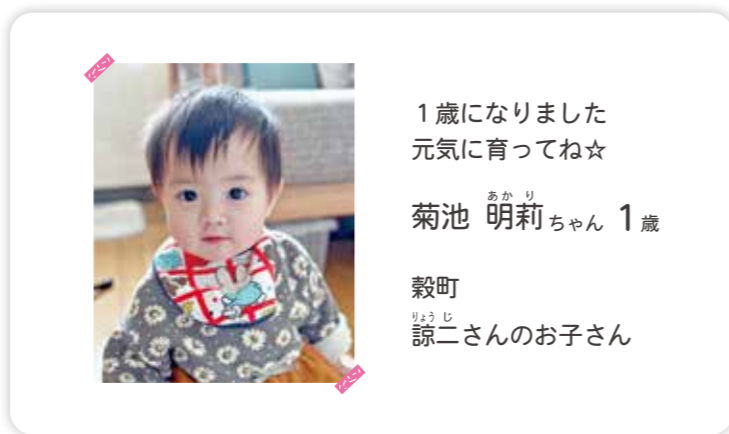 １歳になりました
元気に育ってね☆
あかり
菊池 明莉ちゃん 1歳
穀町
りょうじ
諒二さんのお子さん